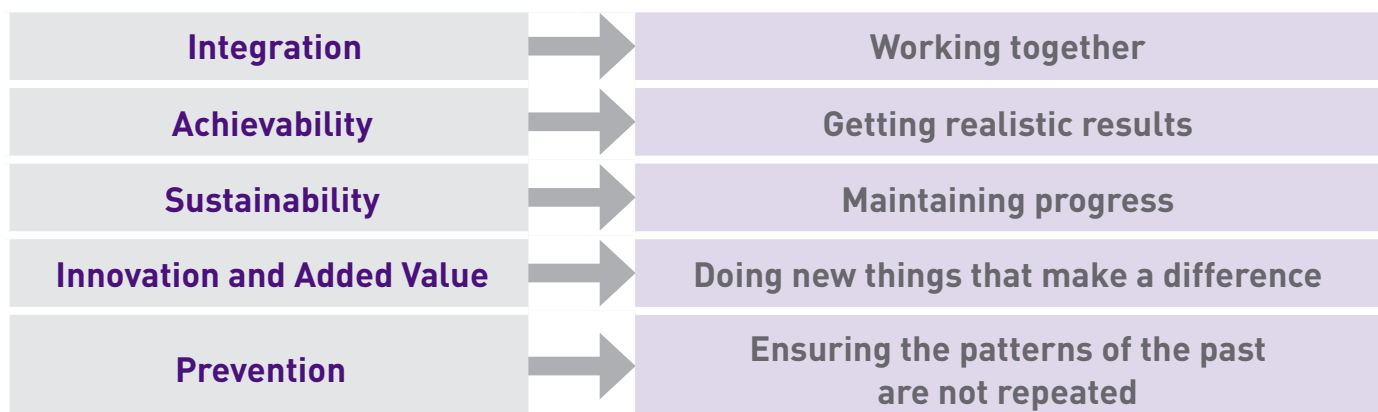 Integration
Working together
Achievability
Getting realistic results
Sustainability
Maintaining progress
Innovation and Added Value
Doing new things that make a difference
Prevention
Ensuring the patterns of the past
are not repeated